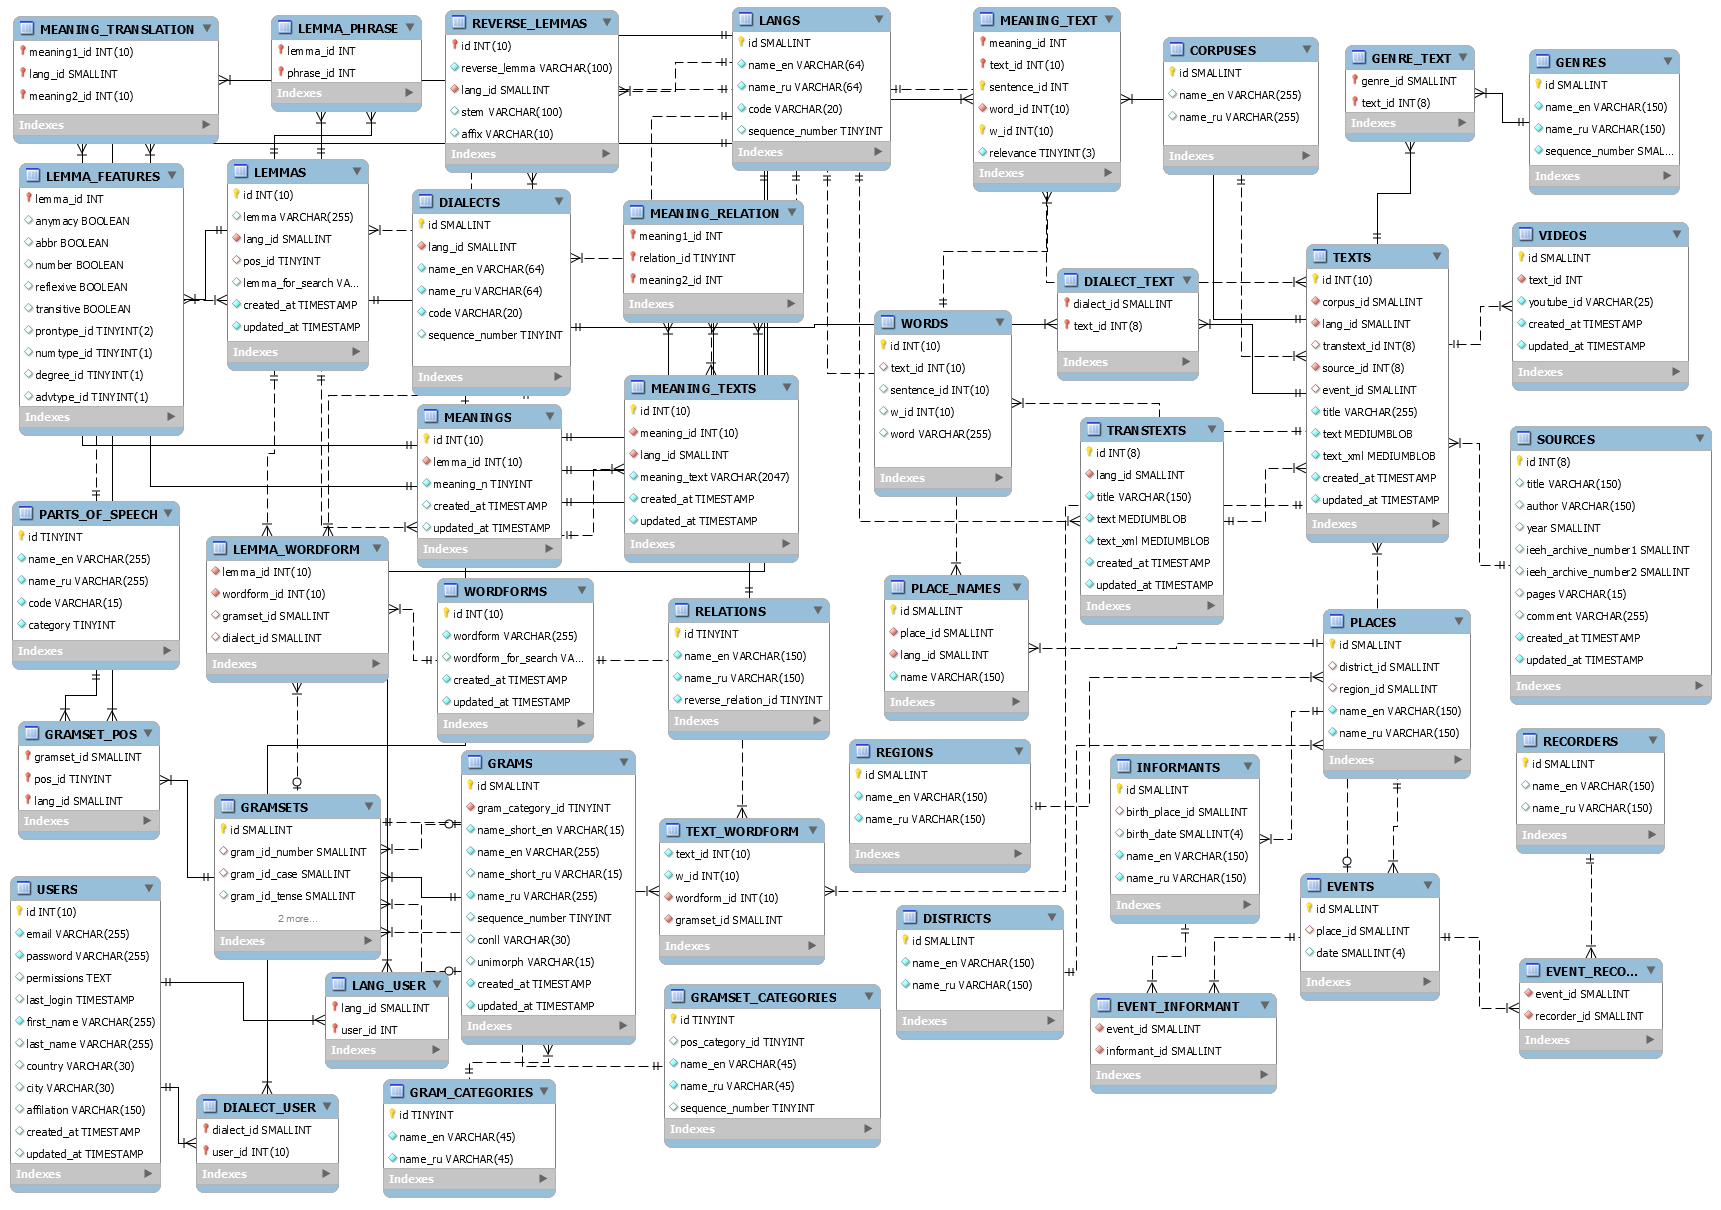 MEANING_TRANSLATION
meaning1_id INT(10)
lang_id SMALLINT
meaning2_id INT(10)
Indexes
LEMMA_PHRASE
lemma_id INT
phrase_id INT
Indexes
REVERSE_LEMMAS
id INT(10)
reverse_lemma VARCHAR(100)
lang_id SMALLINT
stem VARCHAR(100)
affix VARCHAR(10)
Indexes
LANGS
id SMALLINT
name_en VARCHAR(64)
name_ru VARCHAR(64)
code VARCHAR(20)
sequence_number TINYINT
Indexes
MEANING_TEXT
meaning_id INT
text_id INT(10)
sentence_id INT
word_id INT(10)
w_id INT(10)
relevance TINYINT(3)
Indexes
CORPUSES
id SMALLINT
name_en VARCHAR(255)
name_ru VARCHAR(255)
Indexes
GENRE_TEXT
genre_id SMALLINT
text_id INT(8)
Indexes
GENRES
id SMALLINT
name_en VARCHAR(150)
name_ru VARCHAR(150)
sequence_number SMAL...
Indexes
LEMMA_FEATURES
lemma_id INT
anymacy BOOLEAN
abbr BOOLEAN
number BOOLEAN
reflexive BOOLEAN
transitive BOOLEAN
prontype_id TINYINT(2)
numtype_id TINYINT(1)
degree_id TINYINT(1)
advtype_id TINYINT(1)
Indexes
LEMMAS
id INT(10)
lemma VARCHAR(255)
lang_id SMALLINT
pos_id TINYINT
lemma_for_search VA...
created_at TIMESTAMP
updated_at TIMESTAMP
Indexes
DIALECTS
id SMALLINT
lang_id SMALLINT
name_en VARCHAR(64)
name_ru VARCHAR(64)
code VARCHAR(20)
sequence_number TINYINT
Indexes
MEANING_RELATION
meaning1_id INT
relation_id TINYINT
meaning2_id INT
Indexes
DIALECT_TEXT
dialect_id SMALLINT
text_id INT(8)
Indexes
TEXTS
id INT(10)
corpus_id SMALLINT
lang_id SMALLINT
transtext_id INT(8)
source_id INT(8)
event_id SMALLINT
title VARCHAR(255)
text MEDIUMBLOB
text_xml MEDIUMBLOB
created_at TIMESTAMP
updated_at TIMESTAMP
Indexes
VIDEOS
id SMALLINT
text_id INT
youtube_id VARCHAR(25)
created_at TIMESTAMP
updated_at TIMESTAMP
Indexes
WORDS
id INT(10)
text_id INT(10)
sentence_id INT(10)
w_id INT(10)
word VARCHAR(255)
Indexes
MEANINGS
id INT(10)
lemma_id INT(10)
meaning_n TINYINT
created_at TIMESTAMP
updated_at TIMESTAMP
Indexes
MEANING_TEXTS
id INT(10)
meaning_id INT(10)
lang_id SMALLINT
meaning_text VARCHAR(2047)
created_at TIMESTAMP
updated_at TIMESTAMP
Indexes
TRANSTEXTS
id INT(8)
lang_id SMALLINT
title VARCHAR(150)
text MEDIUMBLOB
text_xml MEDIUMBLOB
created_at TIMESTAMP
updated_at TIMESTAMP
Indexes
SOURCES
id INT(8)
title VARCHAR(150)
author VARCHAR(150)
year SMALLINT
ieeh_archive_number1 SMALLINT
ieeh_archive_number2 SMALLINT
pages VARCHAR(15)
comment VARCHAR(255)
created_at TIMESTAMP
updated_at TIMESTAMP
Indexes
PARTS_OF_SPEECH
id TINYINT
name_en VARCHAR(255)
name_ru VARCHAR(255)
code VARCHAR(15)
category TINYINT
Indexes
LEMMA_WORDFORM
lemma_id INT(10)
wordform_id INT(10)
gramset_id SMALLINT
dialect_id SMALLINT
Indexes
WORDFORMS
id INT(10)
wordform VARCHAR(255)
wordform_for_search VA...
created_at TIMESTAMP
updated_at TIMESTAMP
Indexes
RELATIONS
id TINYINT
name_en VARCHAR(150)
name_ru VARCHAR(150)
reverse_relation_id TINYINT
Indexes
PLACE_NAMES
id SMALLINT
place_id SMALLINT
lang_id SMALLINT
name VARCHAR(150)
Indexes
PLACES
id SMALLINT
district_id SMALLINT
region_id SMALLINT
name_en VARCHAR(150)
name_ru VARCHAR(150)
Indexes
GRAMSET_POS
gramset_id SMALLINT
pos_id TINYINT
lang_id SMALLINT
Indexes
GRAMSETS
id SMALLINT
gram_id_number SMALLINT
gram_id_case SMALLINT
gram_id_tense SMALLINT
2 more...
Indexes
GRAMS
id SMALLINT
gram_category_id TINYINT
name_short_en VARCHAR(15)
name_en VARCHAR(255)
name_short_ru VARCHAR(15)
name_ru VARCHAR(255)
sequence_number TINYINT
conll VARCHAR(30)
unimorph VARCHAR(15)
created_at TIMESTAMP
updated_at TIMESTAMP
Indexes
TEXT_WORDFORM
text_id INT(10)
w_id INT(10)
wordform_id INT(10)
gramset_id SMALLINT
Indexes
REGIONS
id SMALLINT
name_en VARCHAR(150)
name_ru VARCHAR(150)
Indexes
INFORMANTS
id SMALLINT
birth_place_id SMALLINT
birth_date SMALLINT(4)
name_en VARCHAR(150)
name_ru VARCHAR(150)
Indexes
RECORDERS
id SMALLINT
name_en VARCHAR(150)
name_ru VARCHAR(150)
Indexes
USERS
id INT(10)
email VARCHAR(255)
password VARCHAR(255)
permissions TEXT
last_login TIMESTAMP
first_name VARCHAR(255)
last_name VARCHAR(255)
country VARCHAR(30)
city VARCHAR(30)
affilation VARCHAR(150)
created_at TIMESTAMP
updated_at TIMESTAMP
Indexes
LANG_USER
lang_id SMALLINT
user_id INT
Indexes
DISTRICTS
id SMALLINT
name_en VARCHAR(150)
name_ru VARCHAR(150)
Indexes
EVENTS
id SMALLINT
place_id SMALLINT
date SMALLINT(4)
Indexes
EVENT_RECO...
event_id SMALLINT
recorder_id SMALLINT
Indexes
GRAMSET_CATEGORIES
id TINYINT
pos_category_id TINYINT
name_en VARCHAR(45)
name_ru VARCHAR(45)
sequence_number TINYINT
Indexes
EVENT_INFORMANT
event_id SMALLINT
informant_id SMALLINT
Indexes
DIALECT_USER
dialect_id SMALLINT
user_id INT(10)
Indexes
GRAM_CATEGORIES
id TINYINT
name_en VARCHAR(45)
name_ru VARCHAR(45)
Indexes